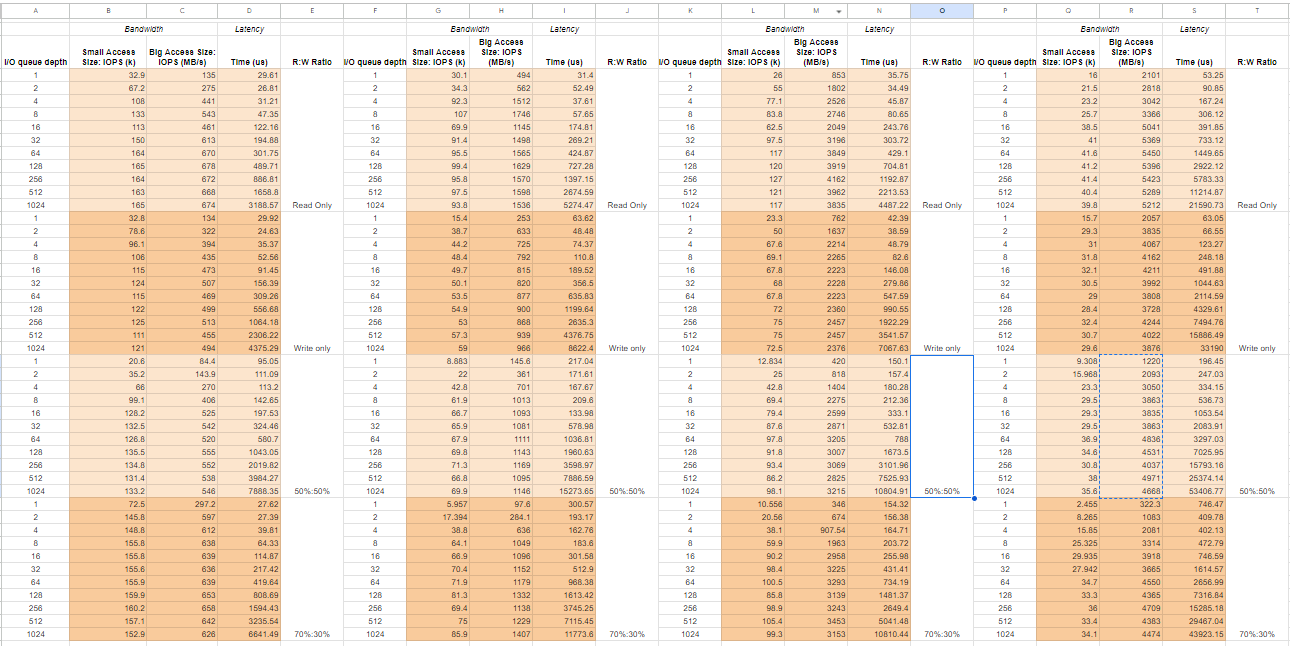 A B C D E F G H I J K L M N O P Q R S T
Bandwidth Latency Bandwidth Latency Bandwidth Latency Bandwidth Latency
I/O queue depth Small Access Size: IOPS (k) Big Access Size: IOPS (MB/s) Time (us) R:W Ratio I/O queue depth Small Access Size: IOPS (k) Big Access Size: IOPS (MB/s) Time (us) R:W Ratio I/O queue depth Small Access Size: IOPS (k) Big Access Size: IOPS (MB/s) Time (us) R:W Ratio I/O queue depth Small Access Size: IOPS (k) Big Access Size: IOPS (MB/s) Time (us) R:W Ratio
1 32.9 135 29.61 1 30.1 494 31.4 1 26 853 35.75 1 16 2101 53.25
2 67.2 275 26.81 2 34.3 562 52.49 2 55 1802 34.49 2 21.5 2818 90.85
4 108 441 31.21 4 92.3 1512 37.61 4 77.1 2526 45.87 4 23.2 3042 167.24
8 133 543 47.35 8 107 1746 57.65 8 83.8 2746 80.65 8 25.7 3366 306.12
16 113 461 122.16 16 69.9 1145 174.81 16 62.5 2049 243.76 16 38.5 5041 391.85
32 150 613 194.88 32 91.4 1498 269.21 32 97.5 3196 303.72 32 41 5369 733.12
64 164 670 301.75 64 95.5 1565 424.87 64 117 3849 429.1 64 41.6 5450 1449.65
128 165 678 489.71 128 99.4 1629 727.28 128 120 3919 704.81 128 41.2 5396 2922.12
256 164 672 886.81 256 95.8 1570 1397.15 256 127 4162 1192.87 256 41.4 5423 5783.33
512 163 668 1658.8 512 97.5 1598 2674.59 512 121 3962 2213.53 512 40.4 5289 11214.87
1024 165 674 3188.57 Read Only 1024 93.8 1536 5274.47 Read Only 1024 117 3835 4487.22 Read Only 1024 39.8 5212 21590.73 Read Only
1 32.8 134 29.92 1 15.4 253 63.62 1 23.3 762 42.39 1 15.7 2057 63.05
2 78.6 322 24.63 2 38.7 633 48.48 2 50 1637 38.59 2 29.3 3835 66.55
4 96.1 394 35.37 4 44.2 725 74.37 4 67.6 2214 48.79 4 31 4067 123.27
8 106 435 52.56 8 48.4 792 110.8 8 69.1 2265 82.6 8 31.8 4162 248.18
16 115 473 91.45 16 49.7 815 189.52 16 67.8 2223 146.08 16 32.1 4211 491.88
32 124 507 156.39 32 50.1 820 356.5 32 68 2228 279.86 32 30.5 3992 1044.63
64 115 469 309.26 64 53.5 877 635.83 64 67.8 2223 547.59 64 29 3808 2114.59
128 122 499 556.68 128 54.9 900 1199.64 128 72 2360 990.55 128 28.4 3728 4329.61
256 125 513 1064.18 256 53 868 2635.3 256 75 2460 1922.29 256 32.4 4244 7494.76
512 111 455 2306.22 512 57.3 939 4376.75 512 75 2457 3541.57 512 30.7 4022 15886.49
1024 121 494 4375.29 Write only 1024 59 966 8622.4 Write only 1024 72.5 2376 7067.63 Write only 1024 29.6 3876 33190 Write only
1 20.6 84.4 95.05 1 8.883 145.6 217.04 1 12.834 420 150.1 1 9.308 1220 196.45
2 35.2 143.9 111.09 2 22 361 171.61 2 25 818 157.4 2 15.968 2093 247.03
4 66 270 113.2 4 42.8 701 167.67 4 42.8 1404 180.28 4 23.3 3050 334.15
8 99.1 406 142.65 8 61.9 1013 209.6 8 69.4 2275 212.36 8 29.5 3863 536.73
16 128.2 525 197.53 16 66.7 1093 133.98 16 79.4 2599 333.1 16 29.3 3835 1053.54
32 132.5 542 324.46 32 65.9 1081 578.98 32 87.6 2871 532.81 32 29.5 3863 2083.91
64 126.8 520 580.7 64 67.9 1111 1036.81 64 97.8 3205 788 64 36.9 4836 3297.03
128 135.5 555 1043.05 128 69.8 1143 1960.63 128 91.8 3007 1673.5 128 34.6 4531 7025.95
256 134.8 552 2019.82 256 71.3 1169 3598.97 256 93.4 3069 3101.96 256 30.8 4037 15793.16
512 131.4 538 3984.27 512 66.8 1095 7886.59 512 86.2 2825 7525.93 512 38 4971 25374.14
1024 133.2 546 7888.35 50%:50% 1024 69.9 1146 15273.65 50%:50% 1024 98.1 3215 10804.91 50%:50% 1024 35.6 4668 53406.77 50%:50%
1 72.5 297.2 27.62 1 5.957 97.6 300.57 1 10.556 346 154.32 1 2.455 322.3 746.47
2 145.8 597 27.39 2 17.394 284.1 193.17 2 20.56 674 156.38 2 8.265 1083 409.78
4 148.8 612 39.81 4 38.8 636 162.76 4 38.1 907.54 164.71 4 15.85 2081 402.13
8 155.8 638 64.33 8 64.1 1049 183.6 8 59.9 1963 203.72 8 25.325 3314 472.79
16 155.8 639 114.87 16 66.9 1096 301.58 16 90.2 2958 255.98 16 29.935 3918 746.59
32 155.6 636 217.42 32 70.4 1152 512.9 32 98.4 3225 431.41 32 27.942 3665 1614.57
64 155.9 639 419.64 64 71.9 1179 968.38 64 100.5 3293 734.19 64 34.7 4550 2656.99
128 159.9 653 808.69 128 81.3 1332 1613.42 128 85.8 3139 1481.37 128 33.3 4365 7316.84
256 160.2 658 1594.43 256 69.4 1138 3745.25 256 98.9 3243 2649.4 256 36 4709 15285.18
512 157.1 642 3235.54 512 75 1229 7115.45 512 105.4 3453 5041.48 512 33.4 4383 29467.04
1024 152.9 626 6641.49 70%:30% 1024 85.9 1407 11773.6 70%:30% 1024 99.3 3153 10810.44 70%:30% 1024 34.1 4474 43923.15 70%:30%